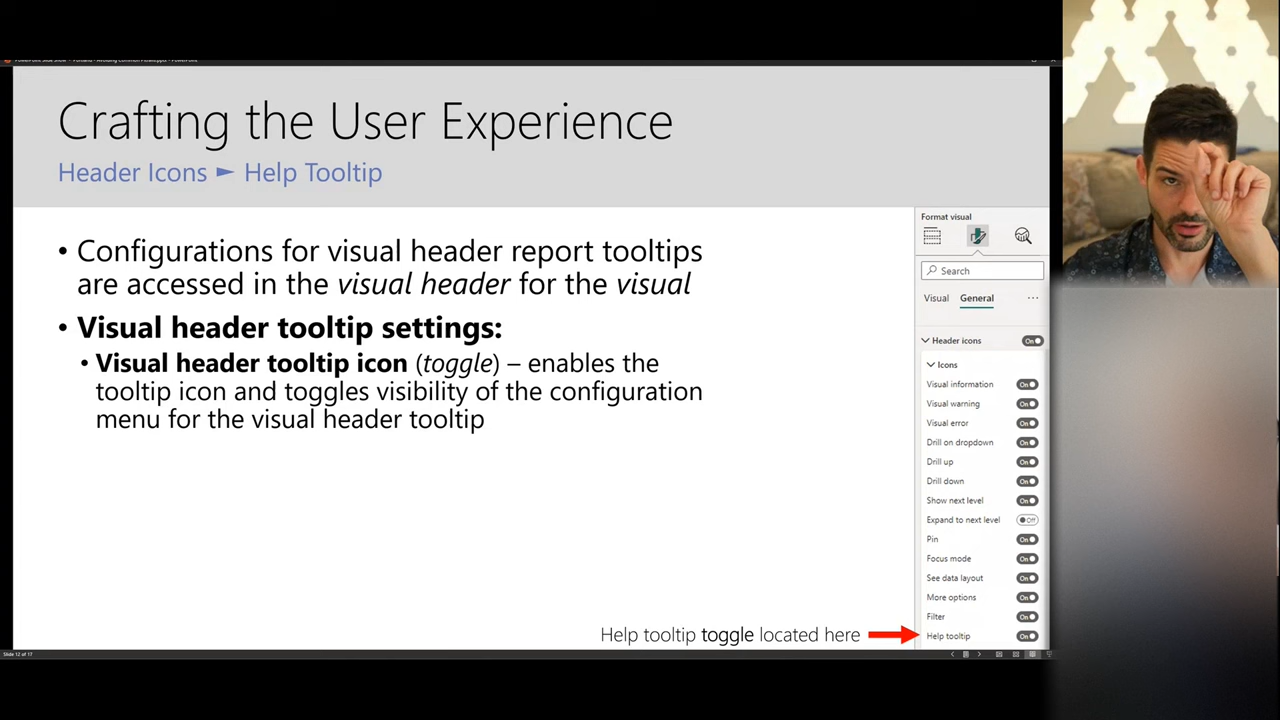 Crafting the User Experience
Header Icons ► Help Tooltip
• Configurations for visual header report tooltips
are accessed in the visual header for the visual
• Visual header tooltip settings:
• Visual header tooltip icon (toggle) – enables the
tooltip icon and toggles visibility of the configuration
menu for the visual header tooltip
Help tooltip toggle located here
Format visual
Search
Visual General ...
Header icons On
Icons
Visual information On
Visual warning On
Visual error On
Drill on dropdown On
Drill up On
Drill down On
Show next level On
Expand to next level Off
Pin On
Focus mode On
See data layout On
More options On
Filter On
Help tooltip On
Slide 12 of 17